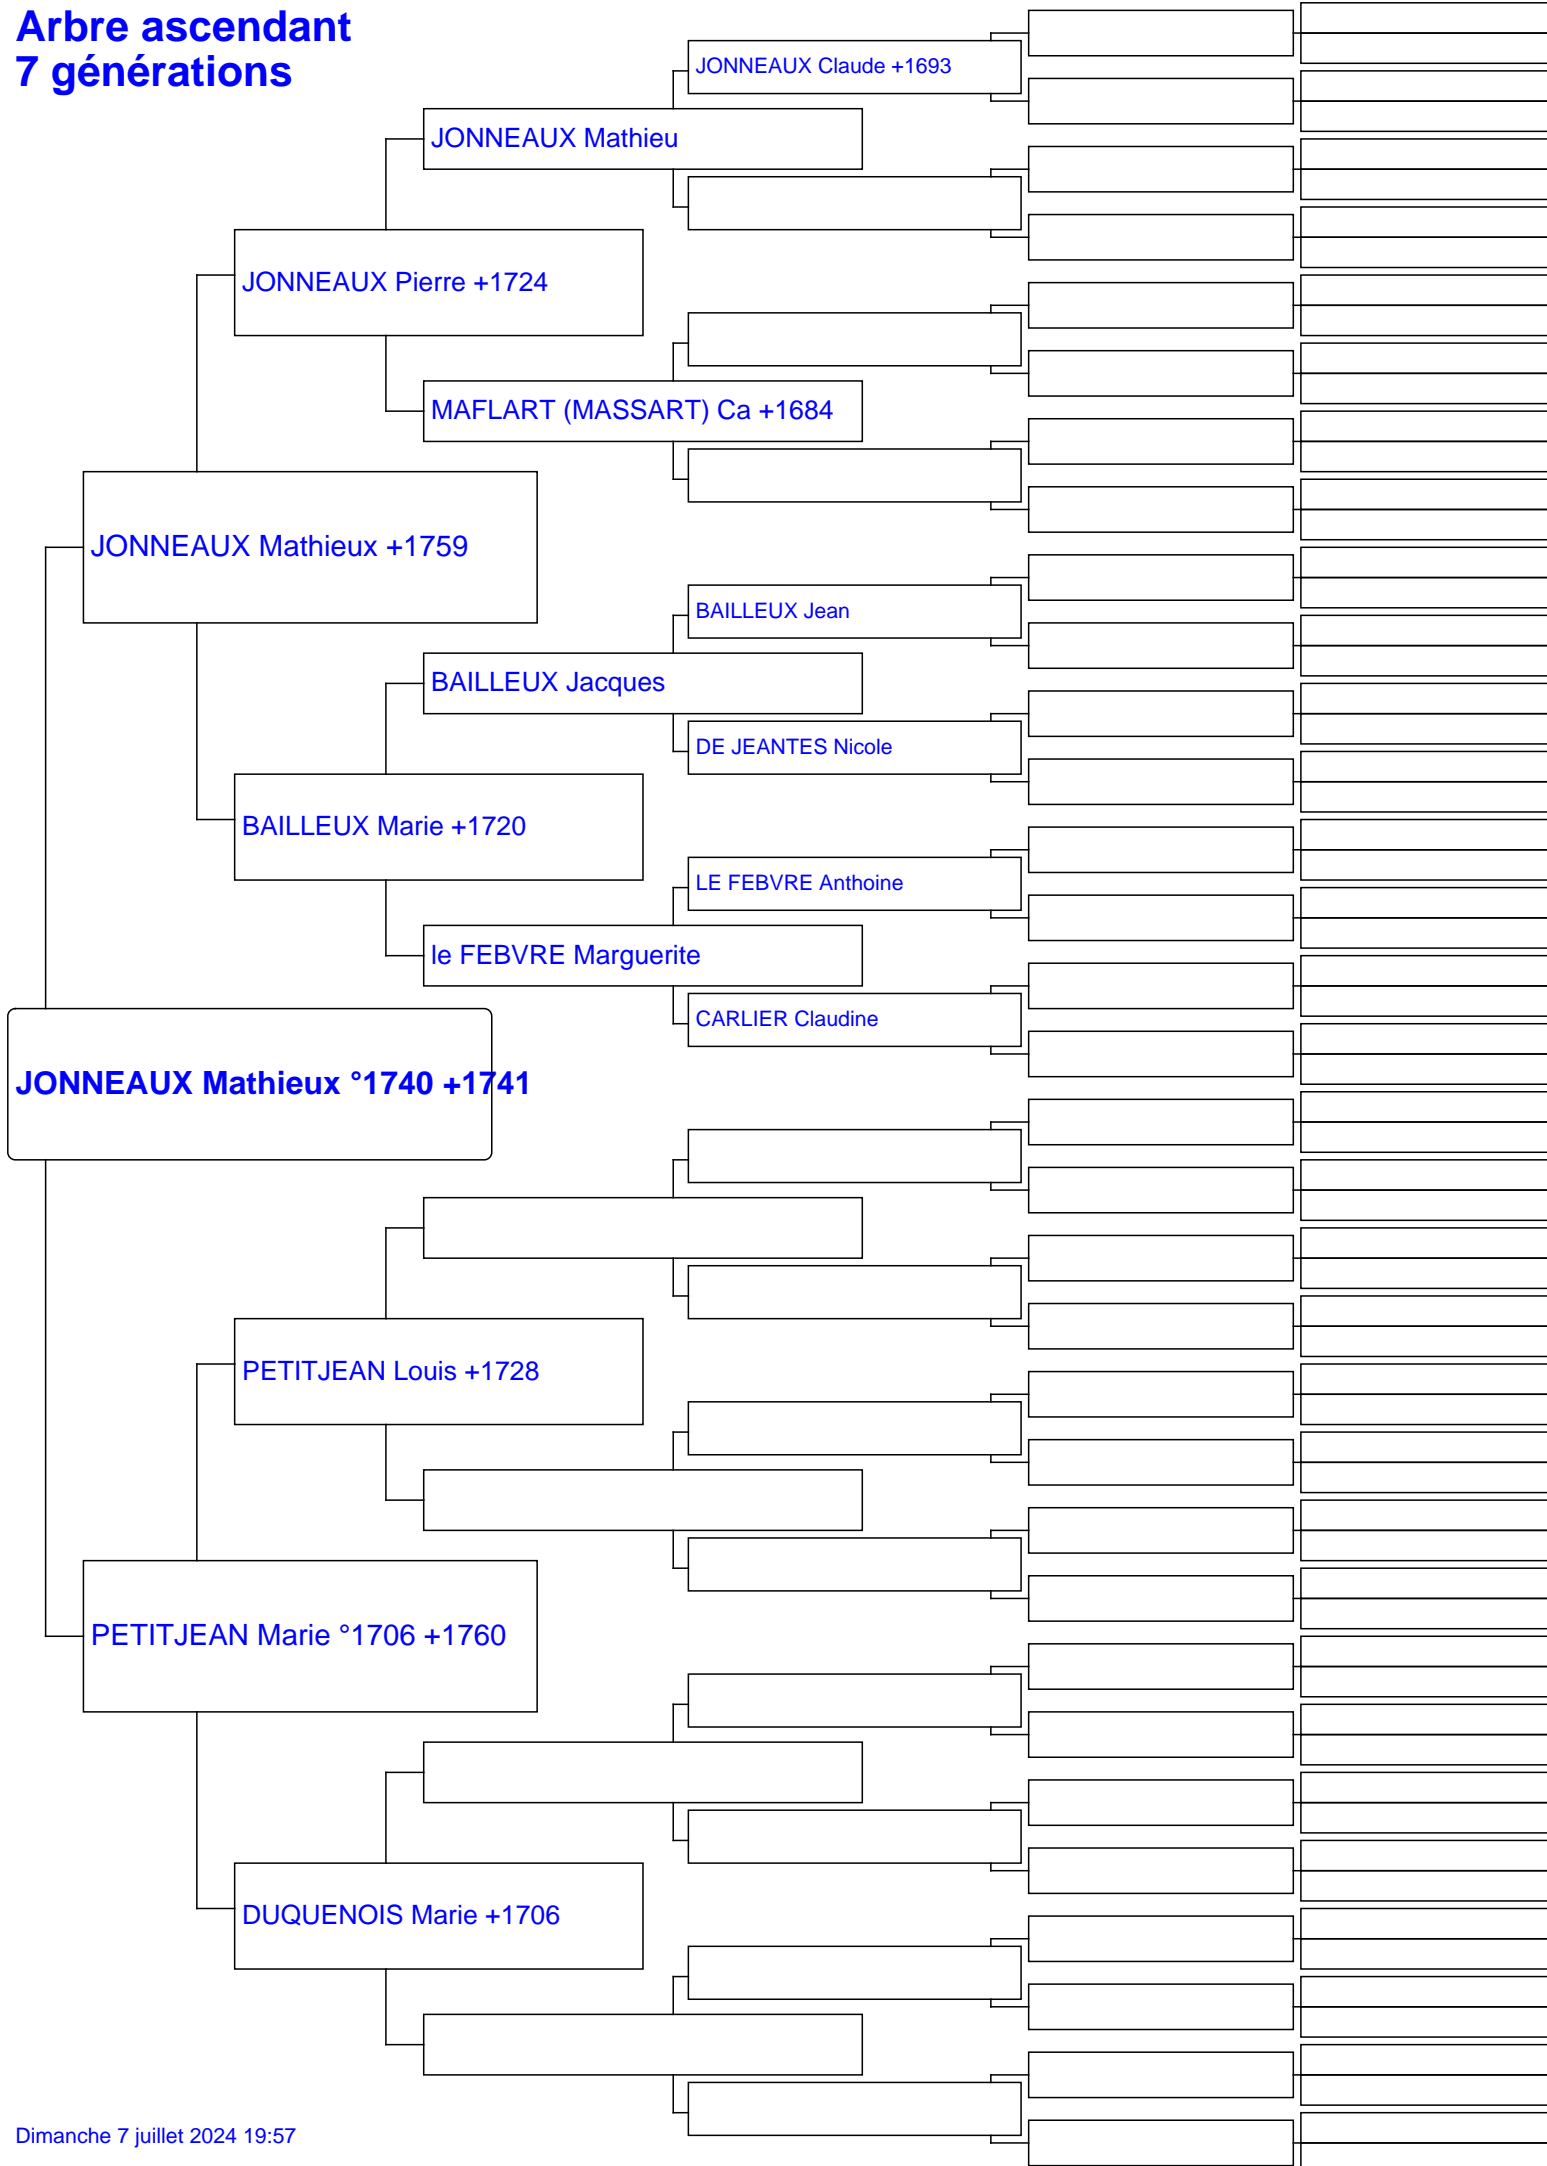 Arbre ascendant
7 générations
JONNEAUX Claude +1693
JONNEAUX Mathieu
JONNEAUX Pierre +1724
MAFLART (MASSART) Ca +1684
JONNEAUX Mathieux +1759
BAILLEUX Jean
BAILLEUX Jacques
DE JEANTES Nicole
BAILLEUX Marie +1720
LE FEBVRE Anthoine
le FEBVRE Marguerite
CARLIER Claudine
JONNEAUX Mathieux °1740 +1741
PETITJEAN Louis +1728
PETITJEAN Marie °1706 +1760
DUQUENOIS Marie +1706
Dimanche 7 juillet 2024 19:57